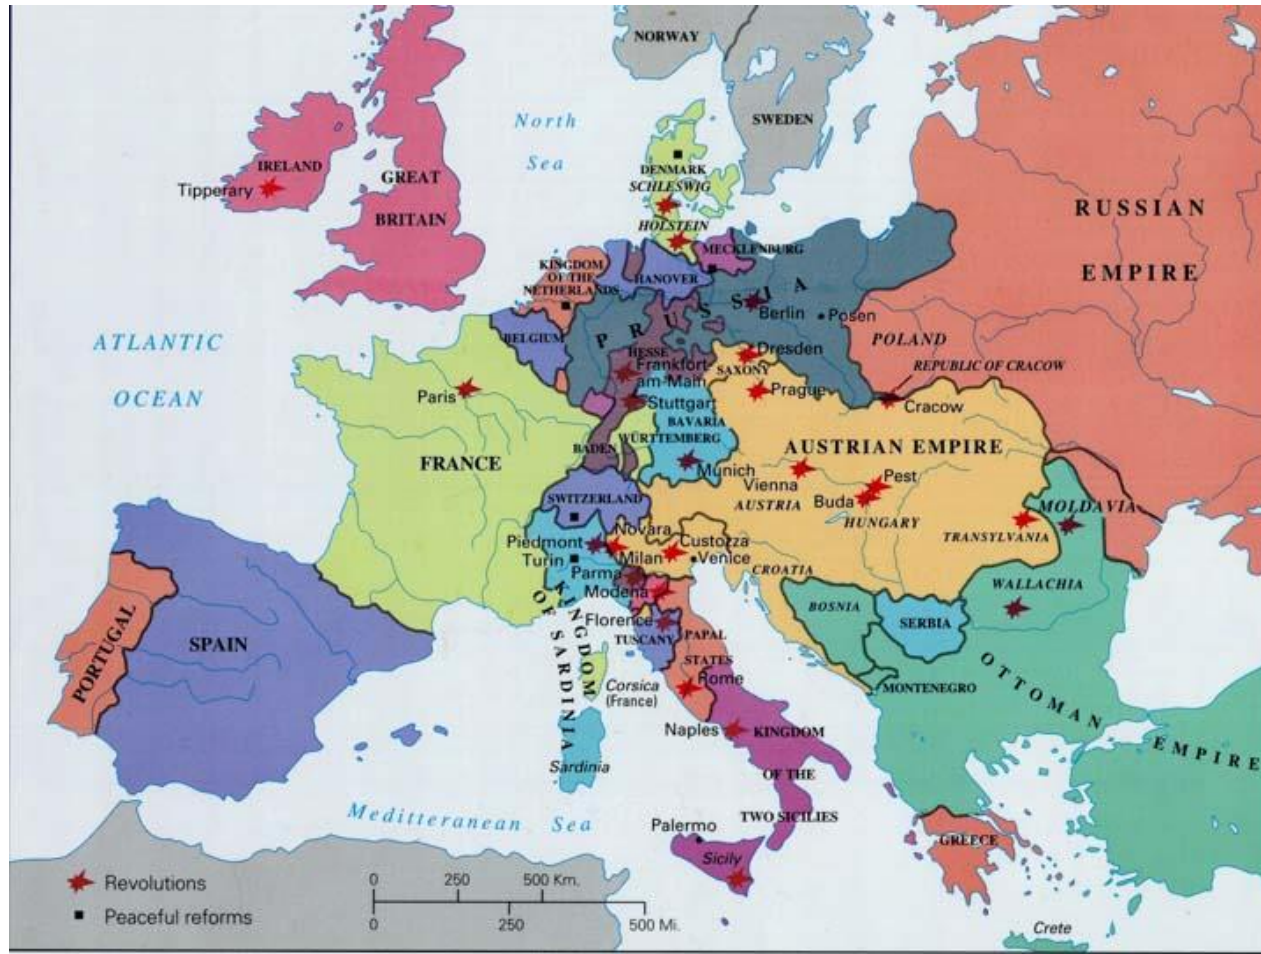 NORWAY
SWEDEN
North
Sea
DENMARK
SCHLESWIG
HOLSTEIN
IRELAND
Tipperary
GREAT
BRITAIN
MECKLENBURG
KINGDOM
OF THE
NETHERLANDS
HANOVER
RUSSIAN
EMPIRE
PRUSSIA
Berlin
Posen
BELGIUM
POLAND
ATLANTIC
OCEAN
HESSE
Frankfort-
am-Main
SAXONY
Dresden
REPUBLIC OF CRACOW
Paris
Stuttgart
Prague
Cracow
BAVARIA
WÜRTTEMBERG
BADEN
FRANCE
AUSTRIAN EMPIRE
Munich
Vienna
Pest
Buda
AUSTRIA
HUNGARY
SWITZERLAND
MOLDAVIA
TRANSYLVANIA
Novara
Piedmont
Custozza
Turin
Milan
Venice
Parma
CROATIA
Modena
WALLACHIA
BOSNIA
SERBIA
Florence
TUSCANY
PAPAL
STATES
KINGDOM
OF SARDINIA
PORTUGAL
SPAIN
Corsica
(France)
Rome
MONTENEGRO
OTTOMAN
EMPIRE
Naples
KINGDOM
OF THE
TWO SICILIES
Sardinia
Mediterranean Sea
Palermo
Sicily
GREECE
Crete
Revolutions
Peaceful reforms
0 250 500 Km.
0 250 500 Mi.